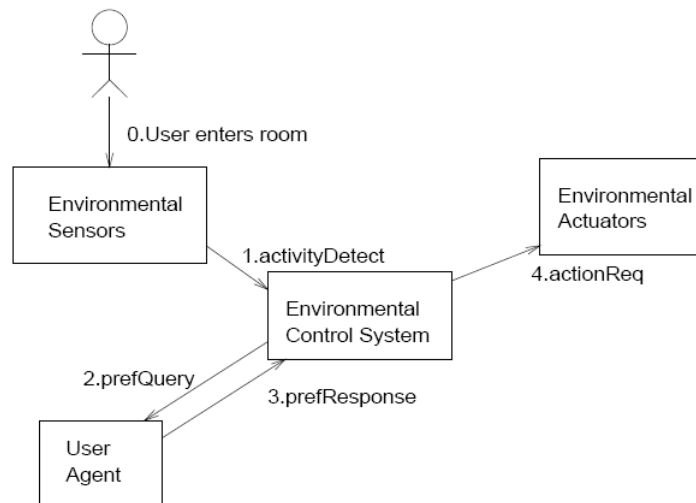 0.User enters room
Environmental
Sensors
Environmental
Actuators
1.activityDetect
4.actionReq
Environmental
Control System
2.prefQuery
3.prefResponse
User
Agent